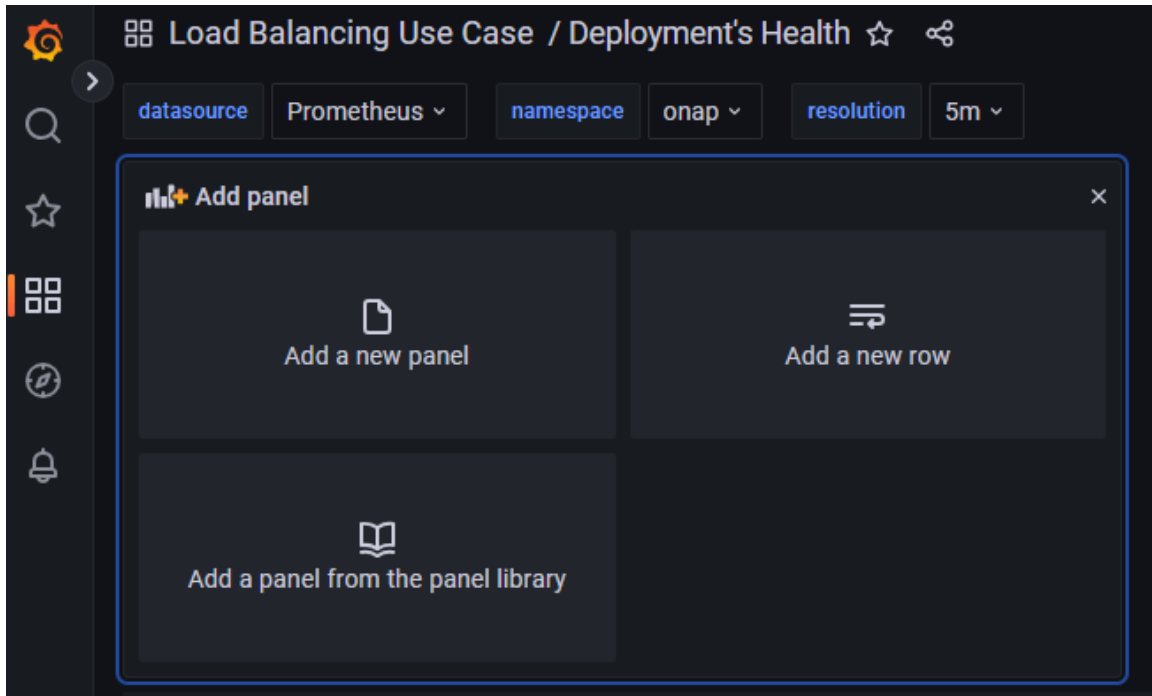 Load Balancing Use Case / Deployment's Health
datasource Prometheus namespace onap resolution 5m
Add panel
Add a new panel
Add a new row
Add a panel from the panel library